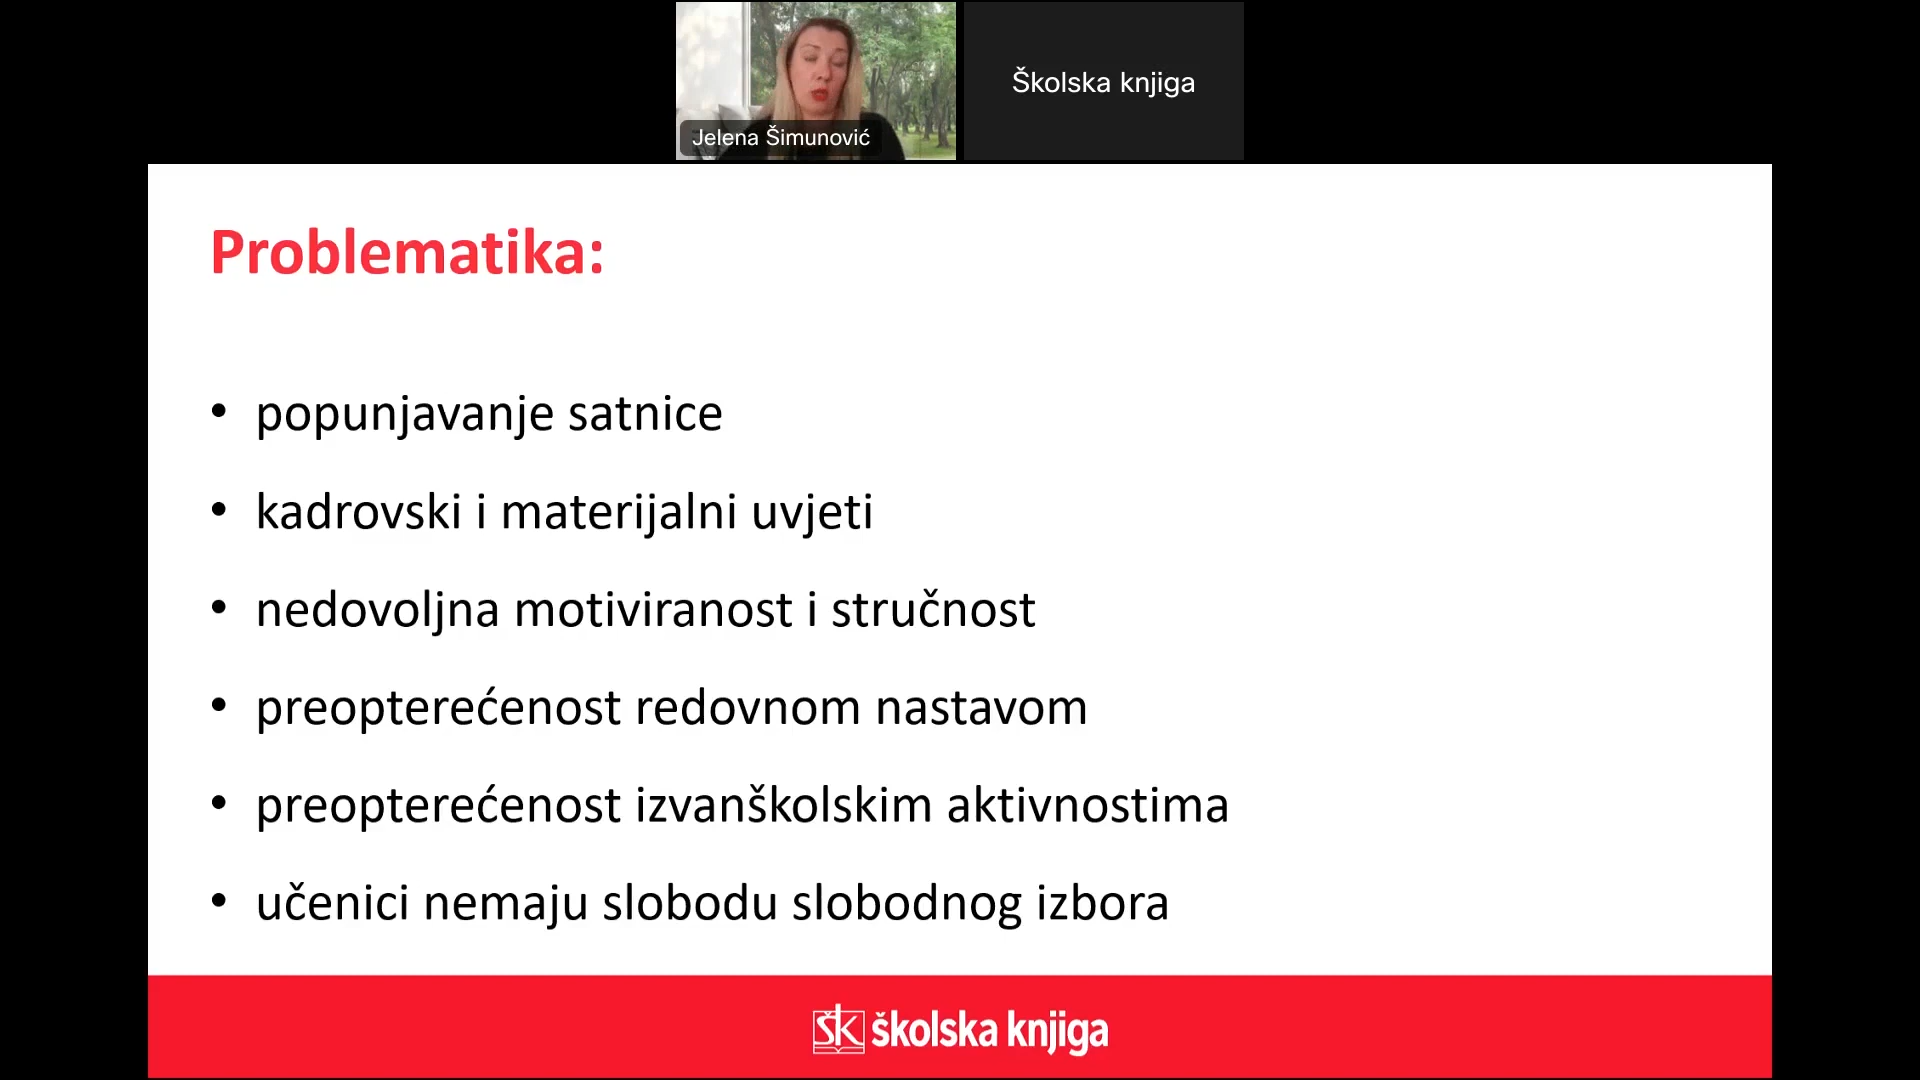 Jelena Šimunović
Školska knjiga
Problematika:
• popunjavanje satnice
• kadrovski i materijalni uvjeti
• nedovoljna motiviranost i stručnost
• preopterećenost redovnom nastavom
• preopterećenost izvanškolskim aktivnostima
• učenici nemaju slobodu slobodnog izbora
ŠK školska knjiga